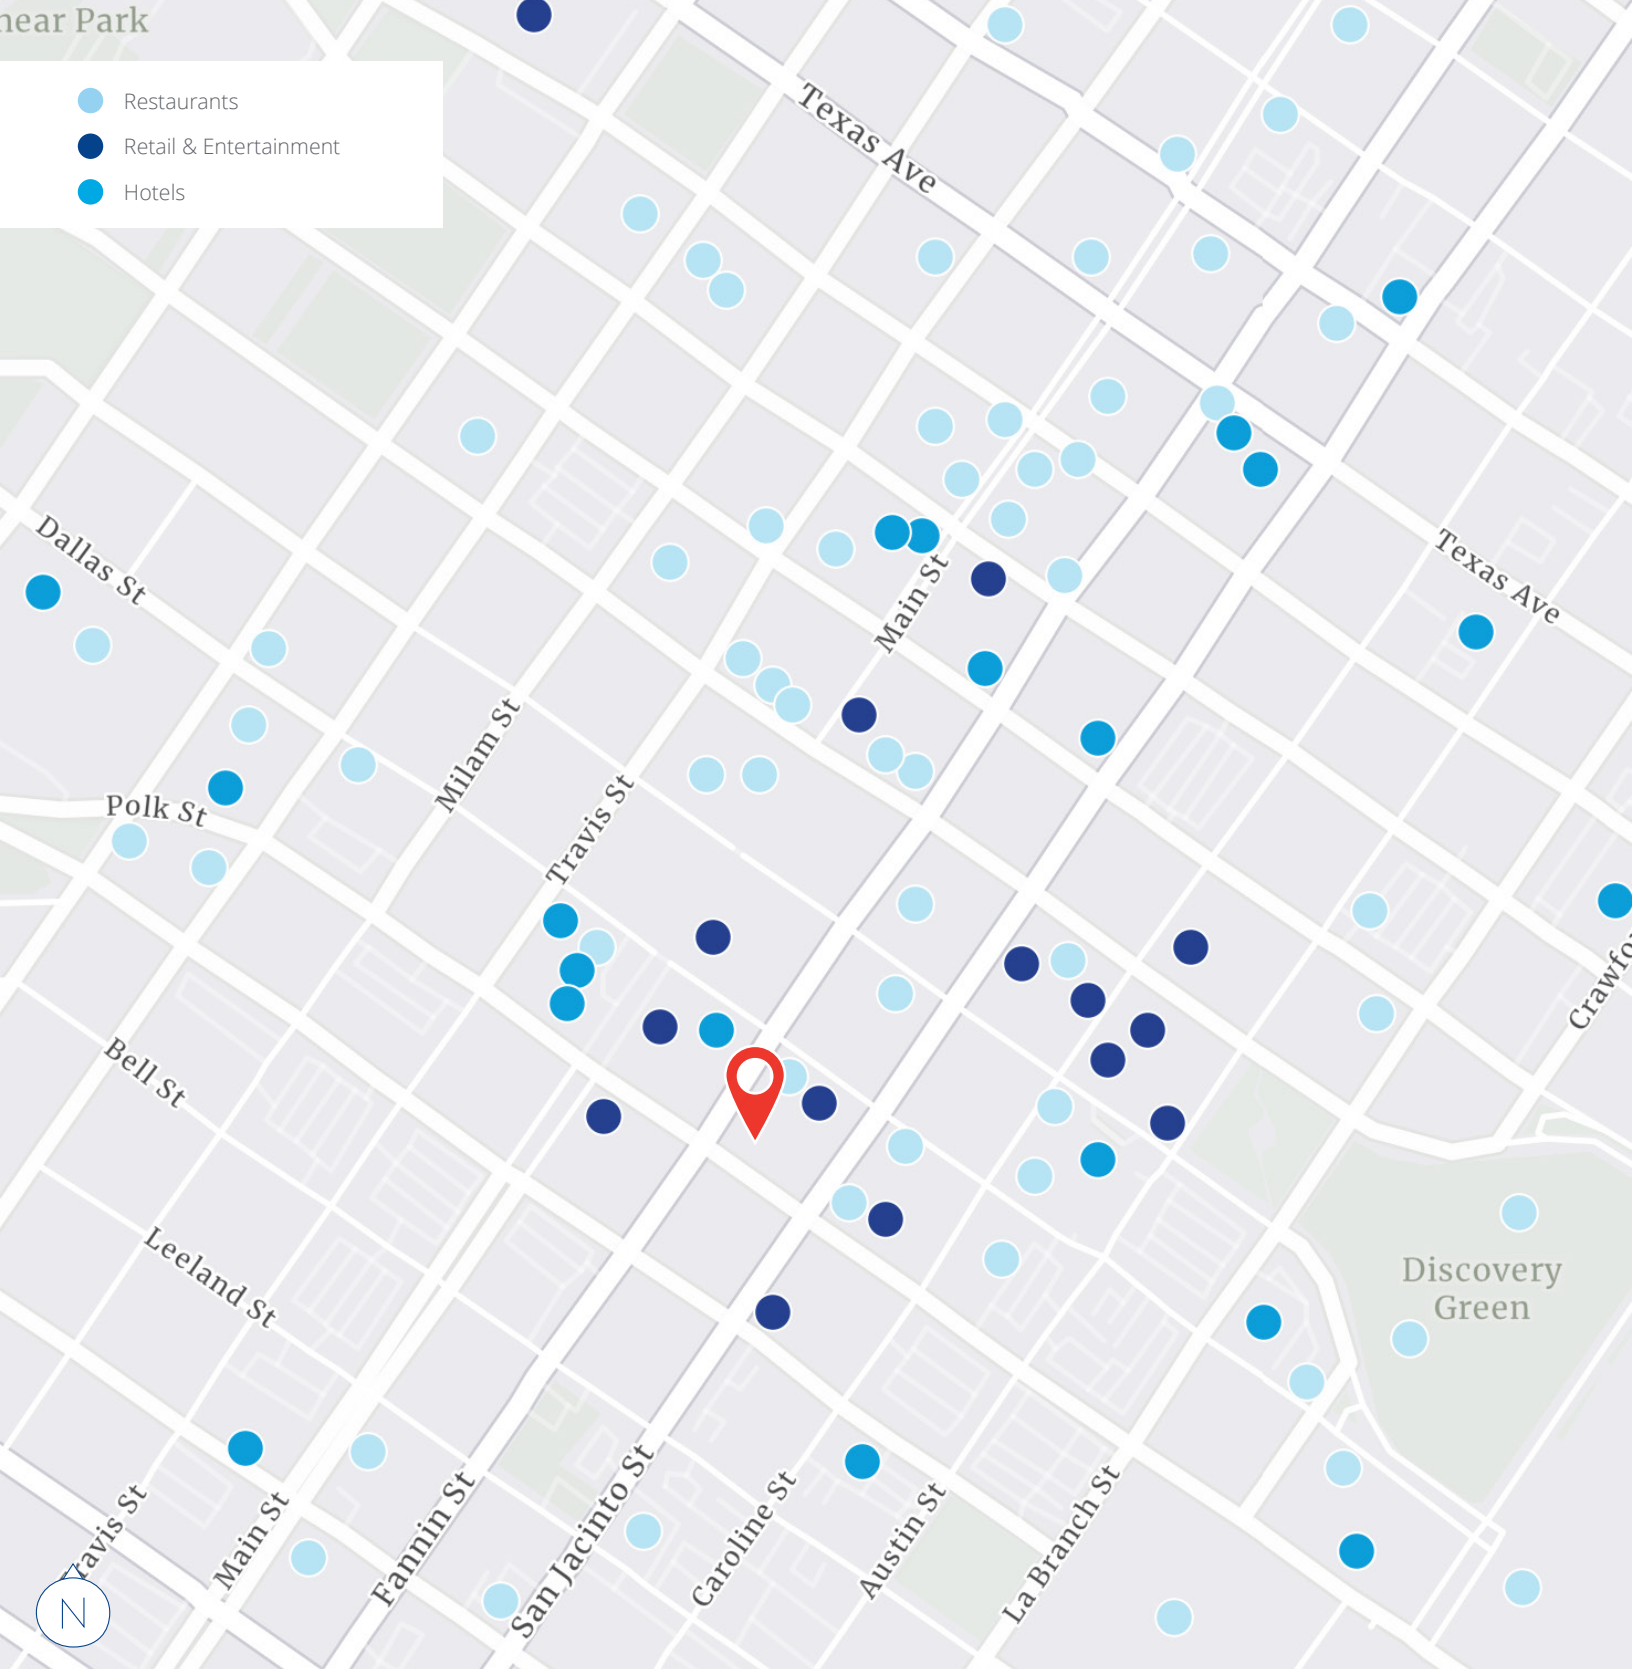 near Park
Restaurants
Retail & Entertainment
Hotels
Texas Ave
Dallas St
Main St
Texas Ave
Milam St
Polk St
Travis St
Bell St
Leeland St
Discovery
Green
Travis St
Main St
Fannin St
San Jacinto St
Caroline St
Austin St
La Branch St
N